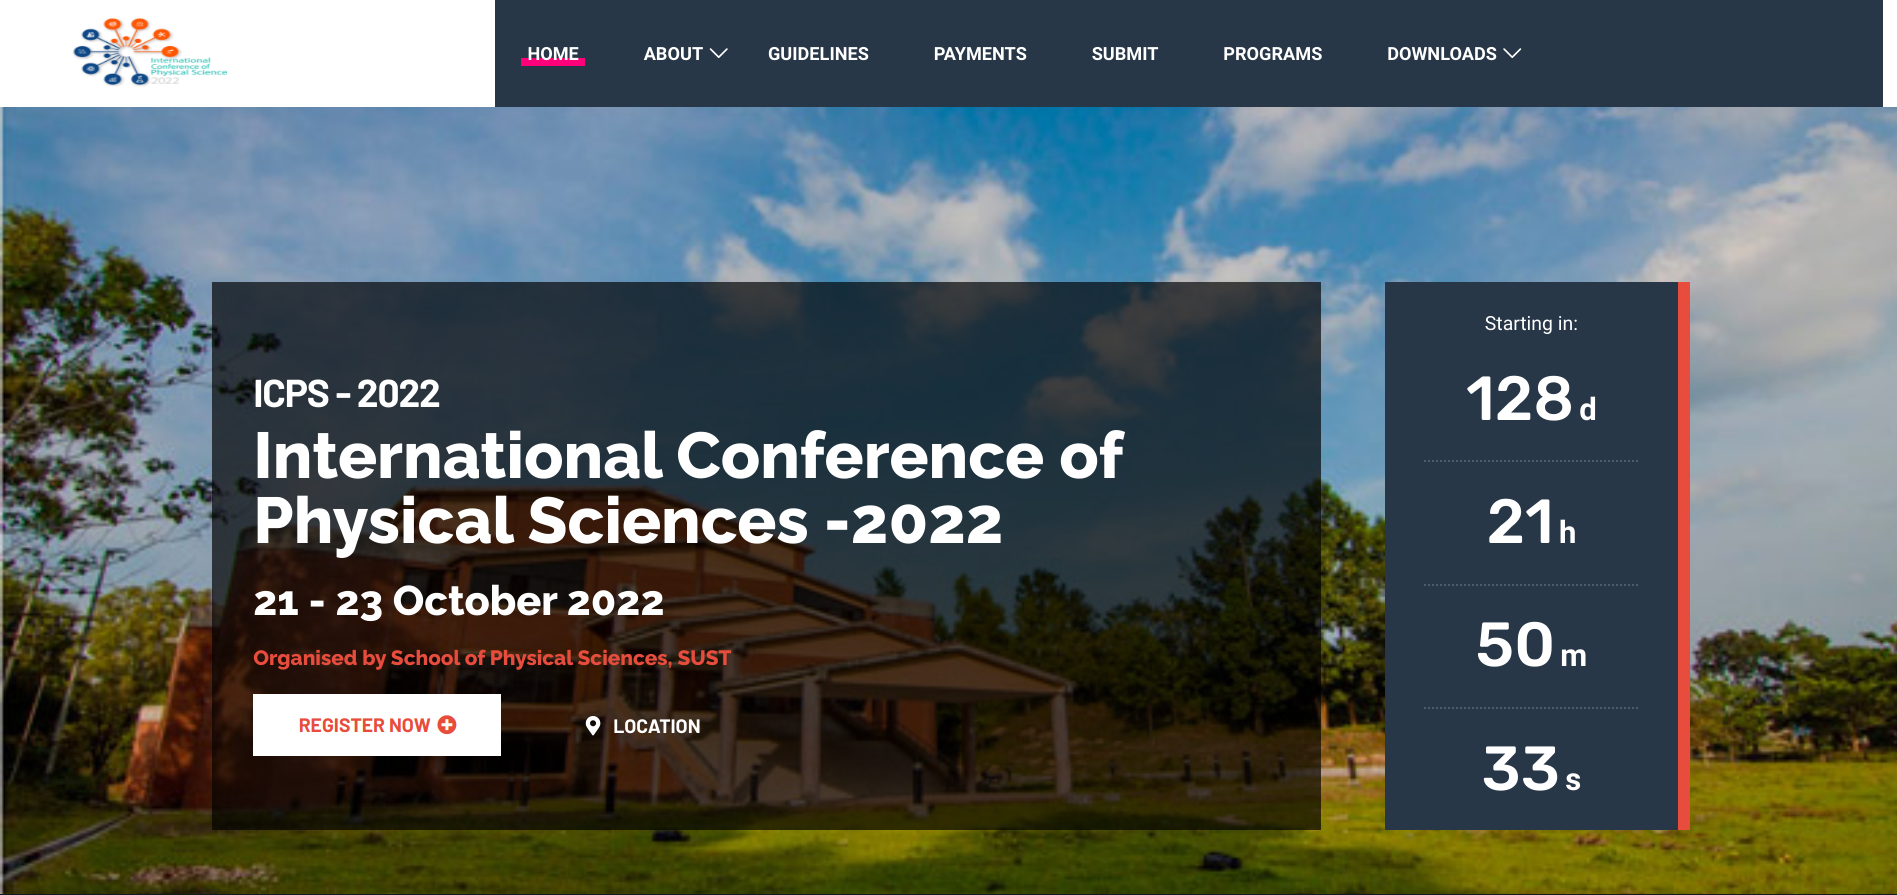 International
Conference of
Physical Science
2022
HOME
ABOUT
GUIDELINES
PAYMENTS
SUBMIT
PROGRAMS
DOWNLOADS
ICPS - 2022
International Conference of
Physical Sciences -2022
21 - 23 October 2022
Organised by School of Physical Sciences, SUST
REGISTER NOW
LOCATION
Starting in:
128 d
21 h
50 m
33 s